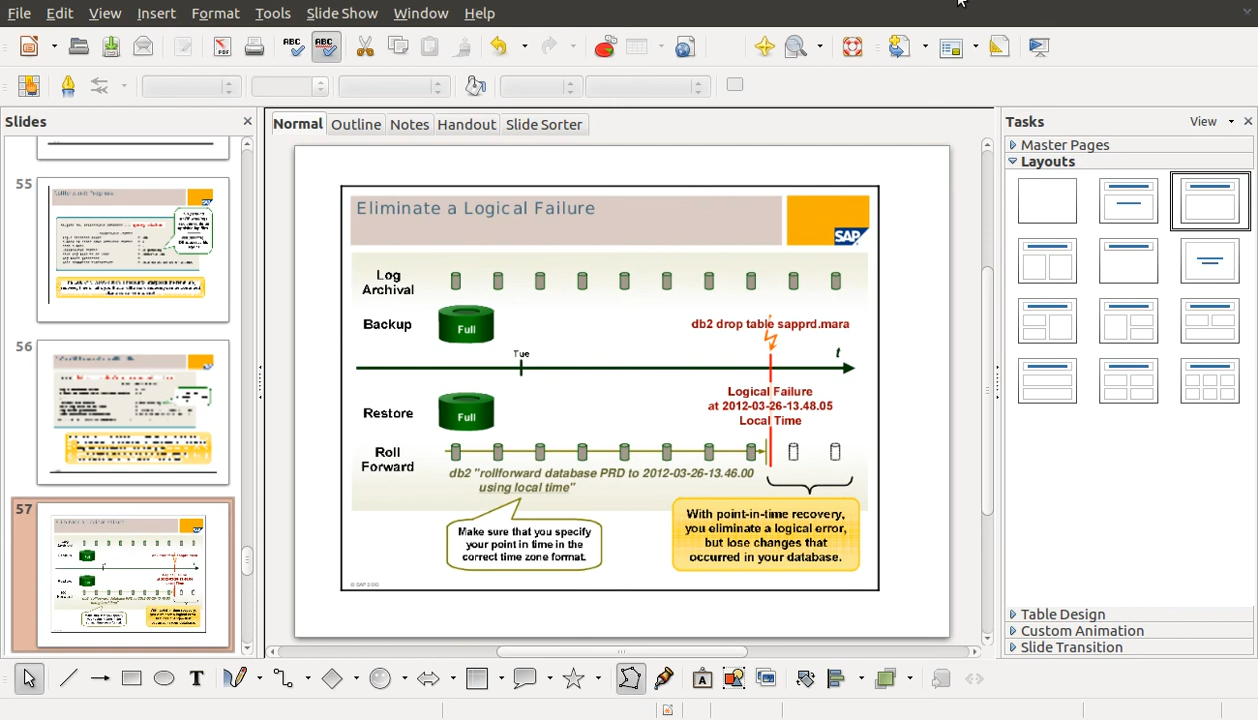 File Edit View Insert Format Tools Slide Show Window Help
Slides
Normal Outline Notes Handout Slide Sorter
Tasks View
Master Pages
Layouts
55
56
57
Eliminate a Logical Failure
SAP
Log
Archival
Backup
Full
db2 drop table sapprd.mara
Tue
t
Logical Failure
at 2012-03-26-13.48.05
Local Time
Restore
Full
Roll
Forward
db2 "rollforward database PRD to 2012-03-26-13.46.00
using local time"
Make sure that you specify
your point in time in the
correct time zone format.
With point-in-time recovery,
you eliminate a logical error,
but lose changes that
occurred in your database.
Table Design
Custom Animation
Slide Transition